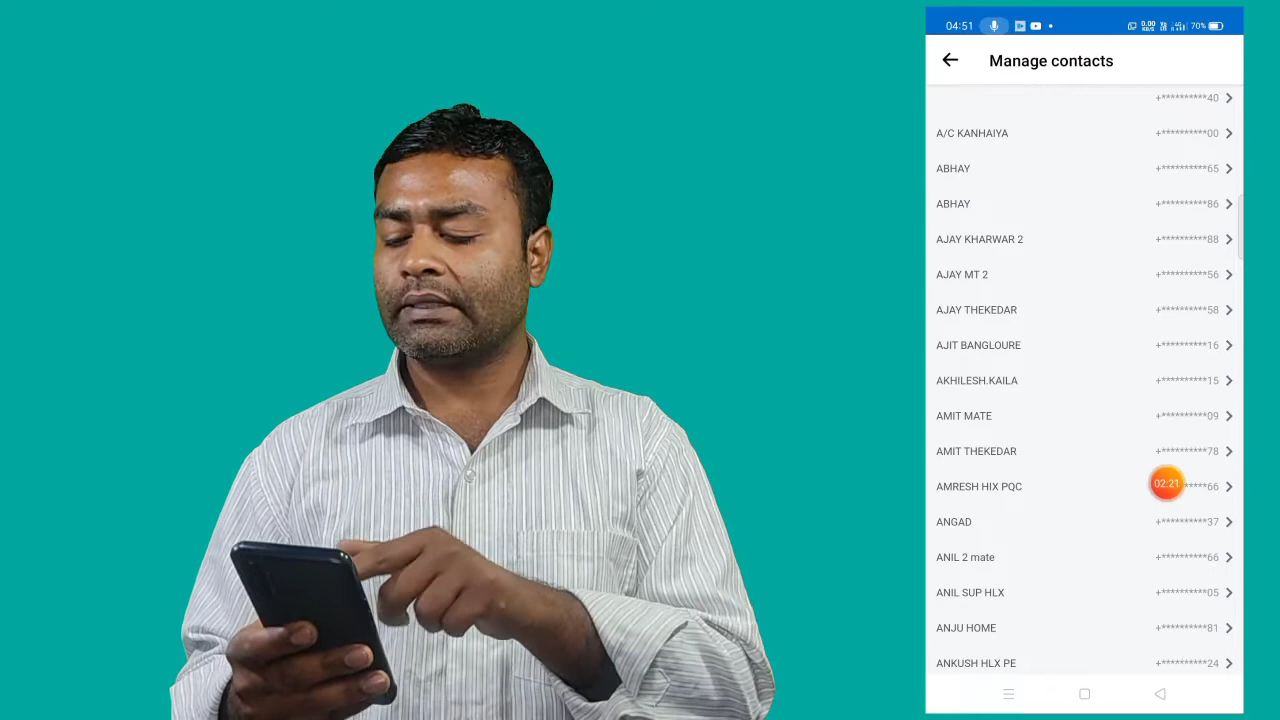 04:51 0.00 KB/S 70%
Manage contacts
+**********40
A/C KANHAIYA +**********00
ABHAY +**********65
ABHAY +**********86
AJAY KHARWAR 2 +**********88
AJAY MT 2 +**********56
AJAY THEKEDAR +**********58
AJIT BANGLOURE +**********16
AKHILESH.KAILA +**********15
AMIT MATE +**********09
AMIT THEKEDAR +**********78
AMRESH HIX PQC 02:21 *****66
ANGAD +**********37
ANIL 2 mate +**********66
ANIL SUP HLX +**********05
ANJU HOME +**********81
ANKUSH HLX PE +**********24